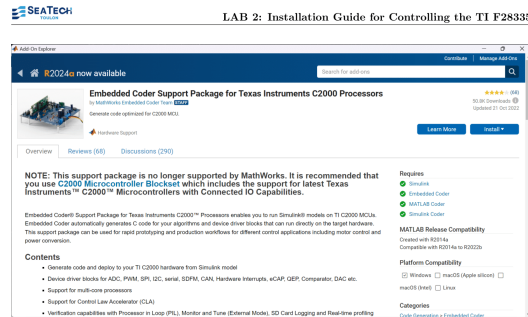 SEATECH
TOULON
LAB 2: Installation Guide for Controlling the TI F28335
Add-On Explorer
Contribute Manage Add-Ons
R2024a now available
Search for add-ons
Embedded Coder Support Package for Texas Instruments C2000 Processors
by MathWorks Embedded Coder Team STAFF
Generate code optimized for C2000 MCU.
Hardware Support
(68)
50.8K Downloads
Updated 21 Oct 2022
Learn More Install
Overview Reviews (68) Discussions (290)
NOTE: This support package is no longer supported by MathWorks. It is recommended that
you use C2000 Microcontroller Blockset which includes the support for latest Texas
Instruments™ C2000™ Microcontrollers with Connected IO Capabilities.
Embedded Coder® Support Package for Texas Instruments C2000™ Processors enables you to run Simulink® models on TI C2000 MCUs.
Embedded Coder automatically generates C code for your algorithms and device driver blocks that can run directly on the target hardware.
This support package can be used for rapid prototyping and production workflows for different control applications including motor control and
power conversion.
Contents
• Generate code and deploy to your TI C2000 hardware from Simulink model
• Device driver blocks for ADC, PWM, SPI, I2C, serial, SDFM, CAN, Hardware Interrupts, eCAP, QEP, Comparator, DAC etc.
• Support for multi-core processors
• Support for Control Law Accelerator (CLA)
• Verification capabilities with Processor in Loop (PIL), Monitor and Tune (External Mode), SD Card Logging and Real-time profiling
Requires
Simulink
Embedded Coder
MATLAB Coder
Simulink Coder
MATLAB Release Compatibility
Created with R2014a
Compatible with R2014a to R2022b
Platform Compatibility
Windows macOS (Apple silicon)
macOS (Intel) Linux
Categories
Code Generation > Embedded Coder